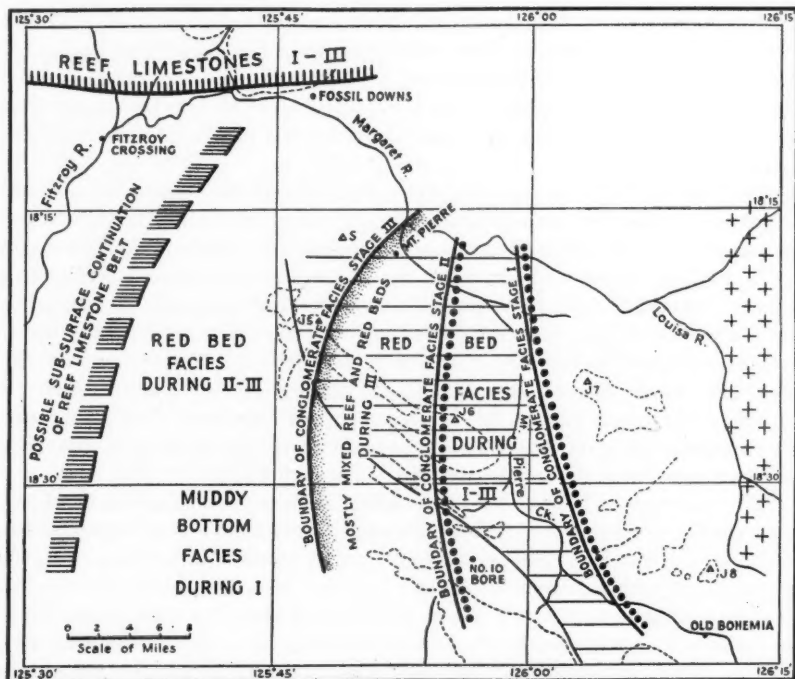 125°30'
125°45'
126°00'
126°15'
REEF LIMESTONES I-III
FOSSIL DOWNS
FITZROY
CROSSING
Fitzroy R.
Margaret R.
18°15'
18°15'
S
MT. PIERRE
Louisa R.
POSSIBLE SUB-SURFACE CONTINUATION
OF REEF LIMESTONE BELT
RED BED
FACIES
DURING II-III
J5
BOUNDARY OF CONGLOMERATE FACIES STAGE III
MOSTLY MIXED REEF AND RED BEDS
DURING III
BOUNDARY OF CONGLOMERATE FACIES STAGE II
BOUNDARY OF CONGLOMERATE FACIES STAGE I
RED BED
FACIES
DURING
I-III
J6
J7
Mt.
Pierre
Ck.
18°30'
18°30'
MUDDY
BOTTOM
FACIES
DURING I
NO.10
BORE
J8
OLD BOHEMIA
0 2 4 6 8
Scale of Miles
125°30'
125°45'
126°00'
126°15'